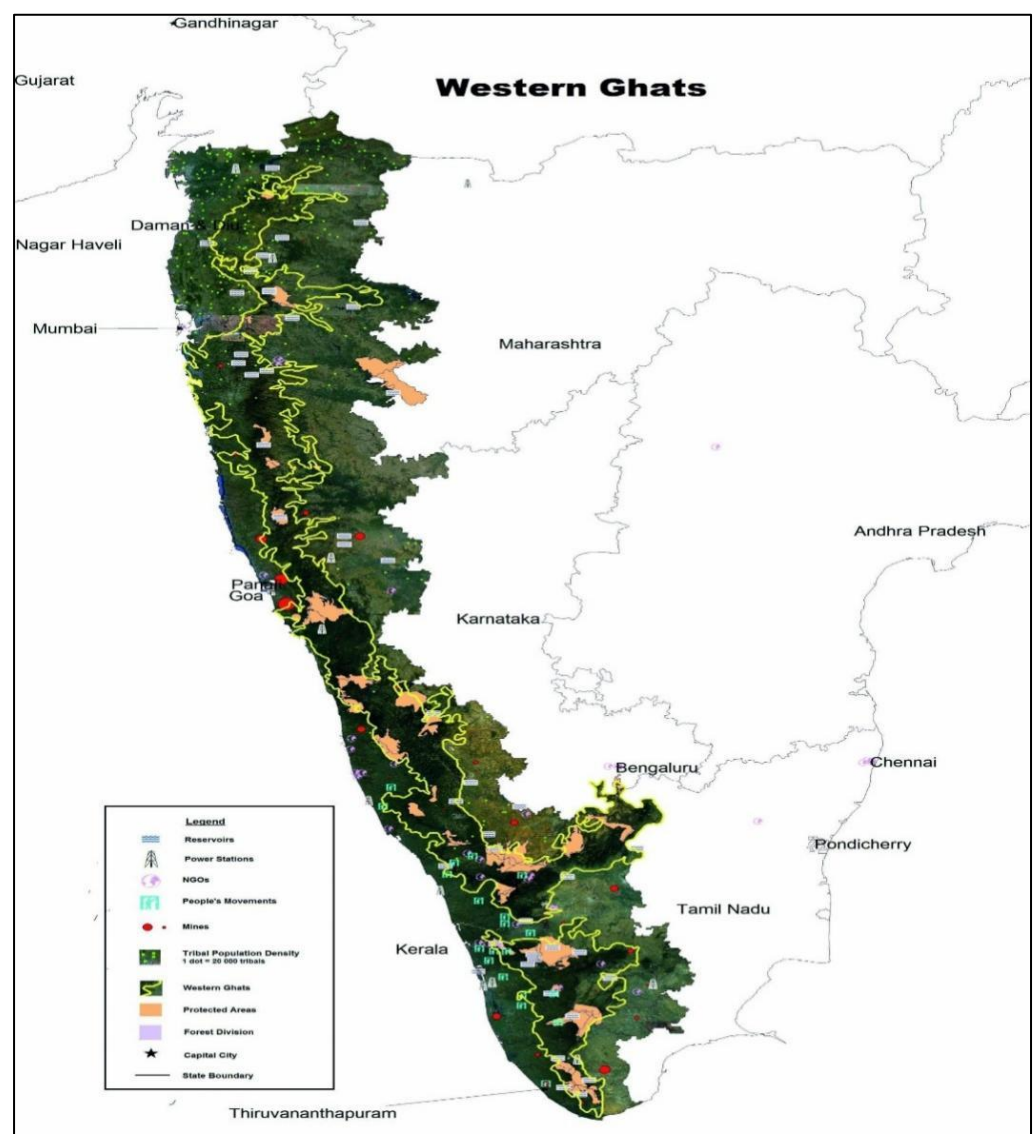 Gandhinagar
Gujarat
Western Ghats
Daman & Diu
Nagar Haveli
Mumbai
Maharashtra
Andhra Pradesh
Panaji
Goa
Karnataka
Bengaluru
Chennai
Pondicherry
Tamil Nadu
Kerala
Legend
Reservoirs
Power Stations
NGOs
People's Movements
Mines
Tribal Population Density
1 dot = 20 000 tribals
Western Ghats
Protected Areas
Forest Division
Capital City
State Boundary
Thiruvananthapuram